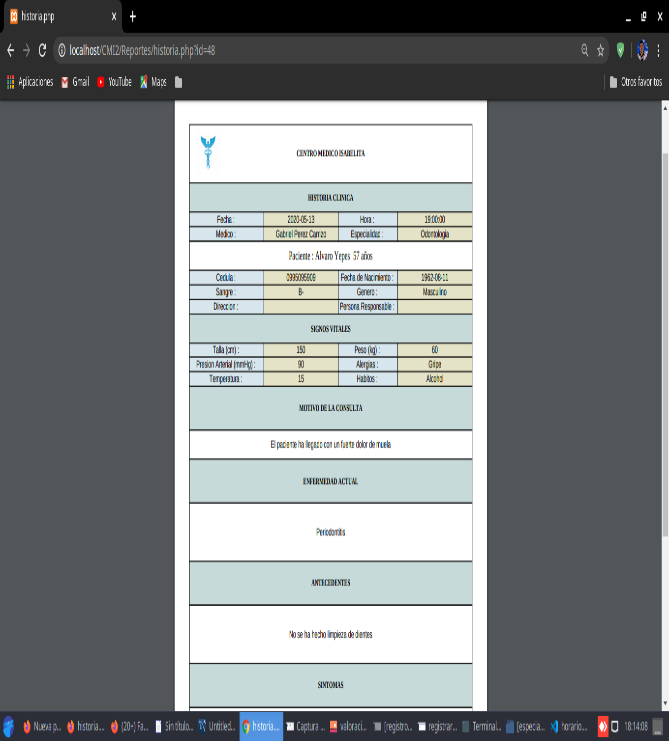 historia.php
localhost/CMI2/Reportes/historia.php?id=48
Aplicaciones Gmail YouTube Maps Otros favoritos
CENTRO MEDICO ISABELITA
HISTORIA CLINICA
Fecha : 2020-05-13 Hora : 19:00:00
Medico : Gabriel Perez Carrizo Especialidaz : Odontologia
Paciente : Alvaro Yepes 57 años
Cedula : 0995095909 Fecha de Nacimiento : 1962-08-11
Sangre : B- Genero : Masculino
Direccion : Persona Responsable :
SIGNOS VITALES
Talla (cm) : 150 Peso (kg) : 60
Presion Arterial (mmHg) : 90 Alergias : Gripe
Temperatura : 15 Habitos : Alcohol
MOTIVO DE LA CONSULTA
El paciente ha llegado con un fuerte dolor de muela
ENFERMEDAD ACTUAL
Periodontitis
ANTECEDENTES
No se ha hecho limpieza de dientes
SINTOMAS
Nueva p... historia.... (20+) Fa... Sin título... Untitled... historia.... Captura ... valoraci... [registro... registrar... Terminal... [especia... horario.... 18:14:08